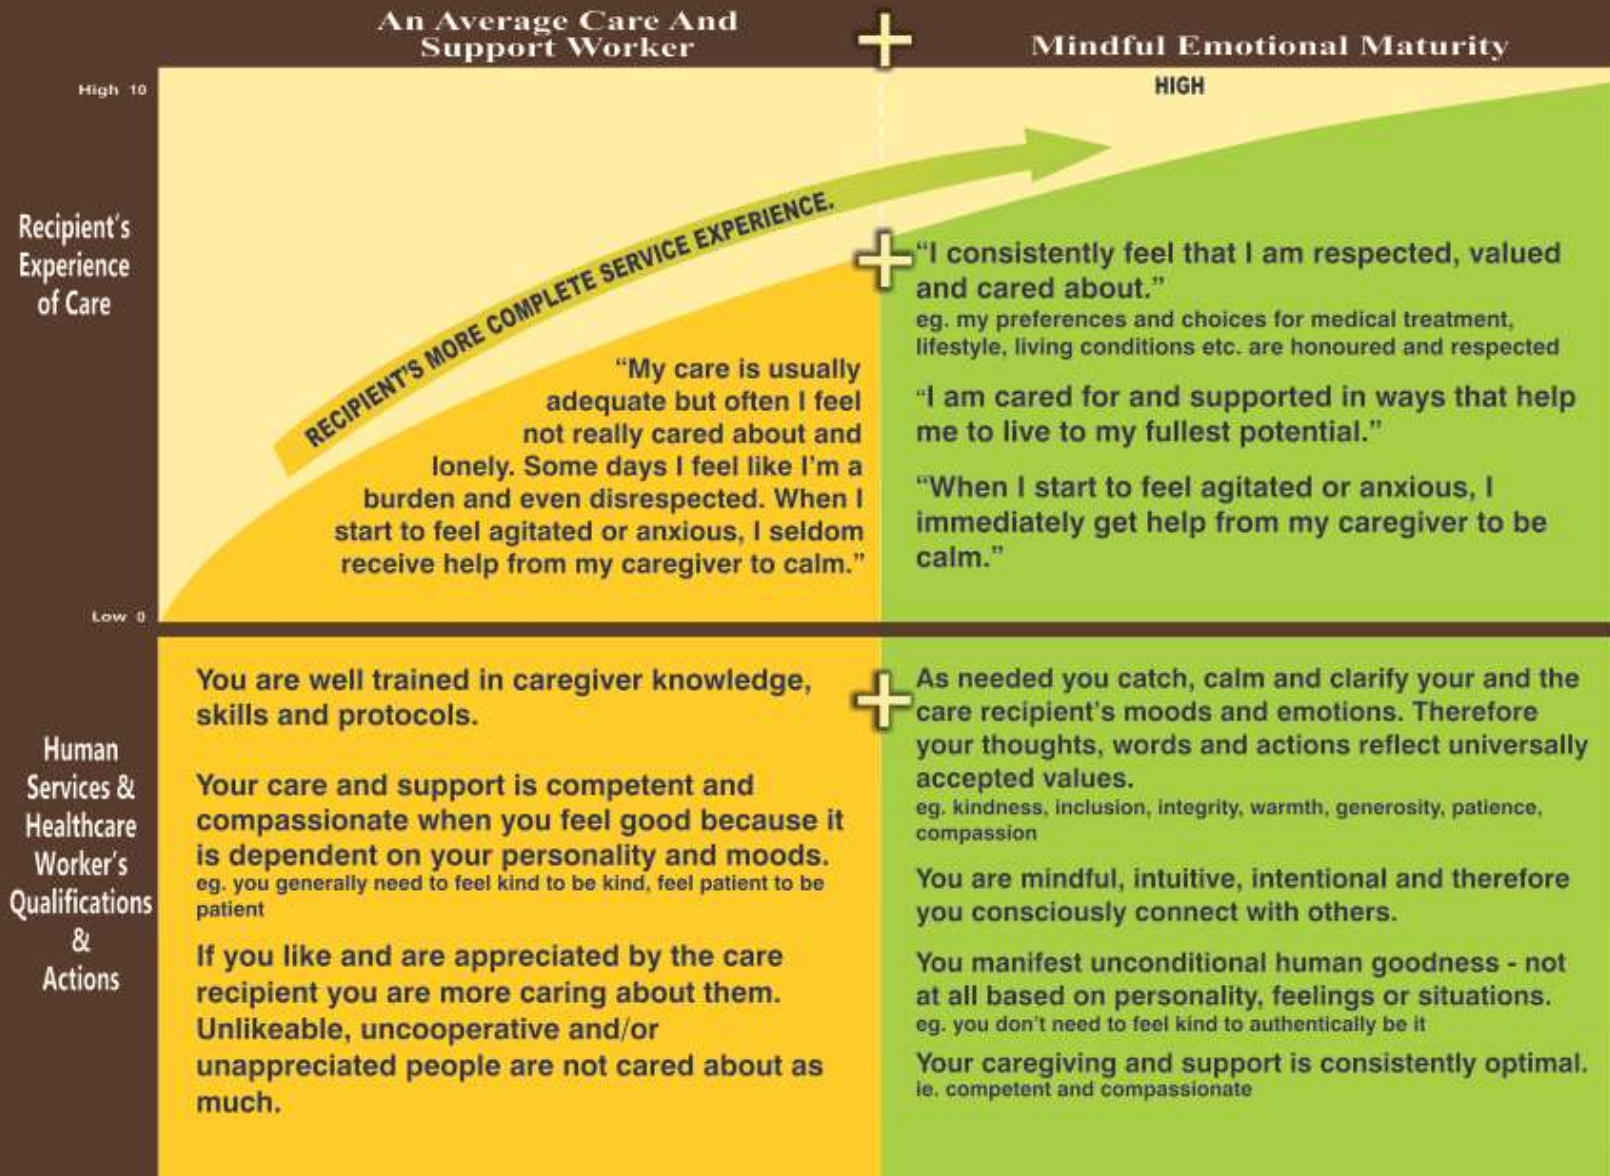 An Average Care And
Support Worker
+
Mindful Emotional Maturity
High 10
HIGH
RECIPIENT'S MORE COMPLETE SERVICE EXPERIENCE.
Recipient's
Experience
of Care
“My care is usually
adequate but often I feel
not really cared about and
lonely. Some days I feel like I'm a
burden and even disrespected. When I
start to feel agitated or anxious, I seldom
receive help from my caregiver to calm.”
+
“I consistently feel that I am respected, valued
and cared about.”
eg. my preferences and choices for medical treatment,
lifestyle, living conditions etc. are honoured and respected
“I am cared for and supported in ways that help
me to live to my fullest potential.”
“When I start to feel agitated or anxious, I
immediately get help from my caregiver to be
calm.”
Low 0
Human
Services &
Healthcare
Worker's
Qualifications
&
Actions
You are well trained in caregiver knowledge,
skills and protocols.
Your care and support is competent and
compassionate when you feel good because it
is dependent on your personality and moods.
eg. you generally need to feel kind to be kind, feel patient to be
patient
If you like and are appreciated by the care
recipient you are more caring about them.
Unlikeable, uncooperative and/or
unappreciated people are not cared about as
much.
+
As needed you catch, calm and clarify your and the
care recipient's moods and emotions. Therefore
your thoughts, words and actions reflect universally
accepted values.
eg. kindness, inclusion, integrity, warmth, generosity, patience,
compassion
You are mindful, intuitive, intentional and therefore
you consciously connect with others.
You manifest unconditional human goodness - not
at all based on personality, feelings or situations.
eg. you don't need to feel kind to authentically be it
Your caregiving and support is consistently optimal.
ie. competent and compassionate